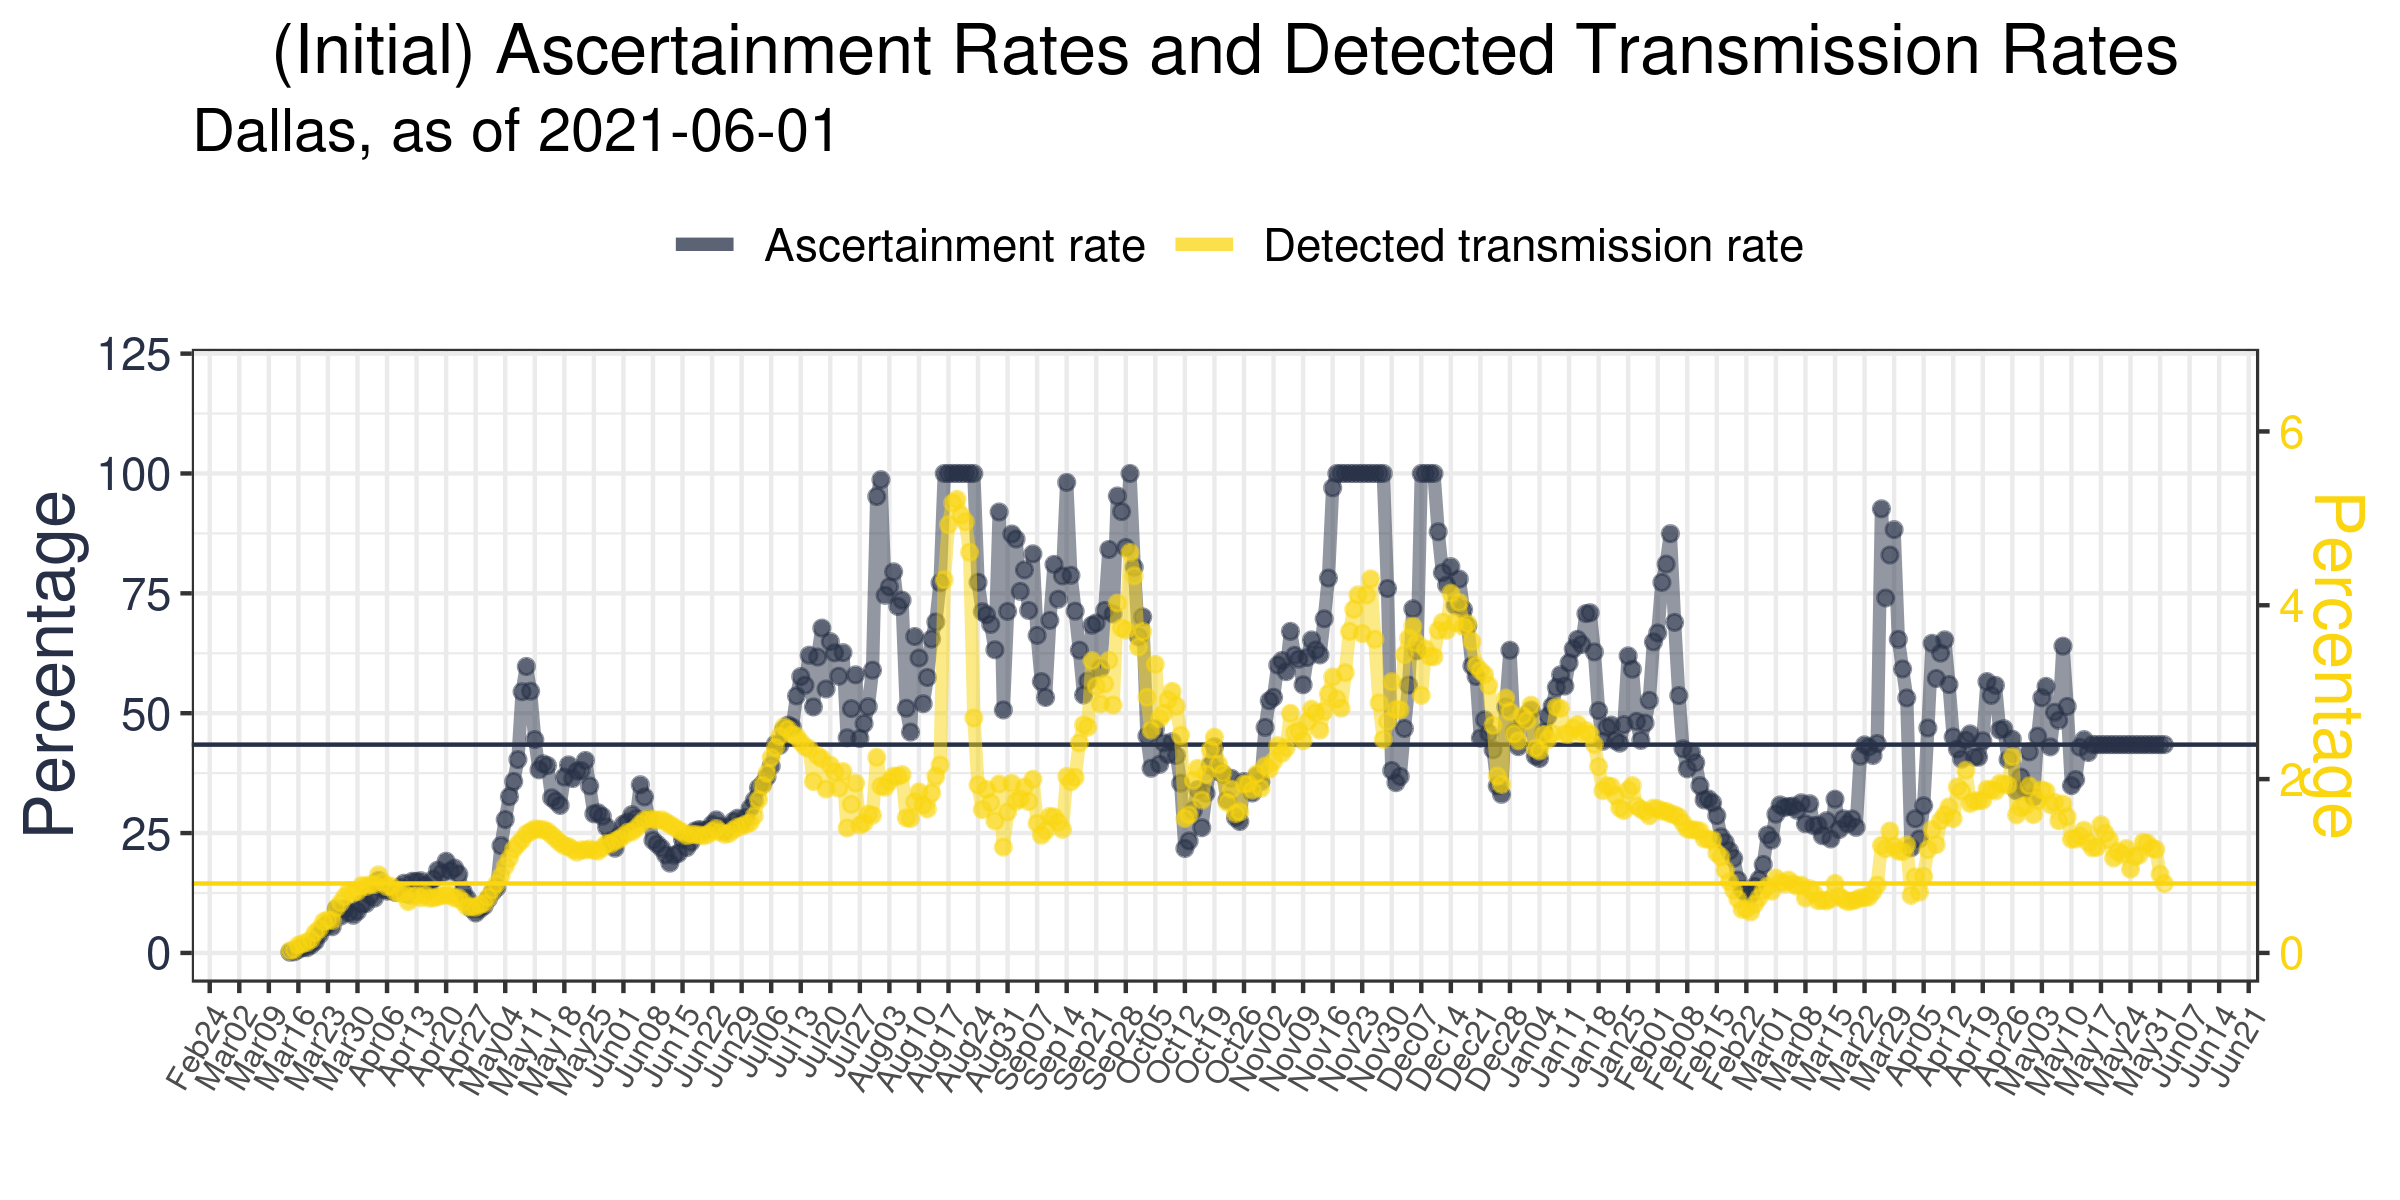 (Initial) Ascertainment Rates and Detected Transmission Rates
Dallas, as of 2021-06-01
Ascertainment rate Detected transmission rate
125
100
75
50
25
0
Percentage
6
4
2
0
Percentage
Feb24 Mar02 Mar09 Mar16 Mar23 Mar30 Apr06 Apr13 Apr20 Apr27 May04 May11 May18 May25 Jun01 Jun08 Jun15 Jun22 Jun29 Jul06 Jul13 Jul20 Jul27 Aug03 Aug10 Aug17 Aug24 Aug31 Sep07 Sep14 Sep21 Sep28 Oct05 Oct12 Oct19 Oct26 Nov02 Nov09 Nov16 Nov23 Nov30 Dec07 Dec14 Dec21 Dec28 Jan04 Jan11 Jan18 Jan25 Feb01 Feb08 Feb15 Feb22 Mar01 Mar08 Mar15 Mar22 Mar29 Apr05 Apr12 Apr19 Apr26 May03 May10 May17 May24 May31 Jun07 Jun14 Jun21